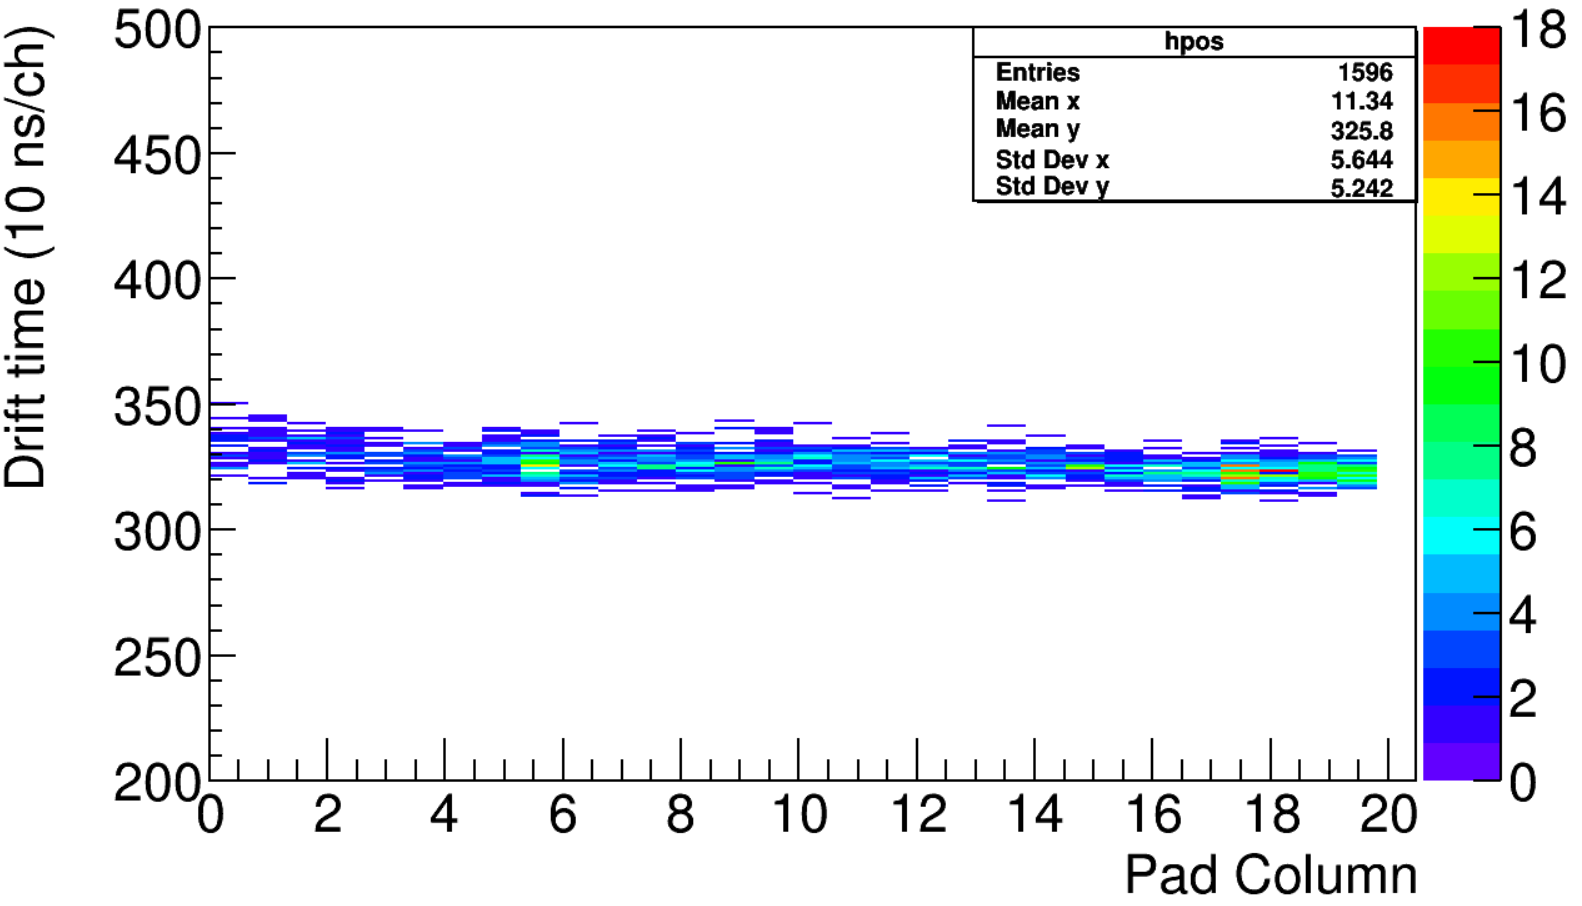 Drift time (10 ns/ch)
500
450
400
350
300
250
200
hpos
Entries 1596
Mean x 11.34
Mean y 325.8
Std Dev x 5.644
Std Dev y 5.242
18
16
14
12
10
8
6
4
2
0
0 2 4 6 8 10 12 14 16 18 20
Pad Column